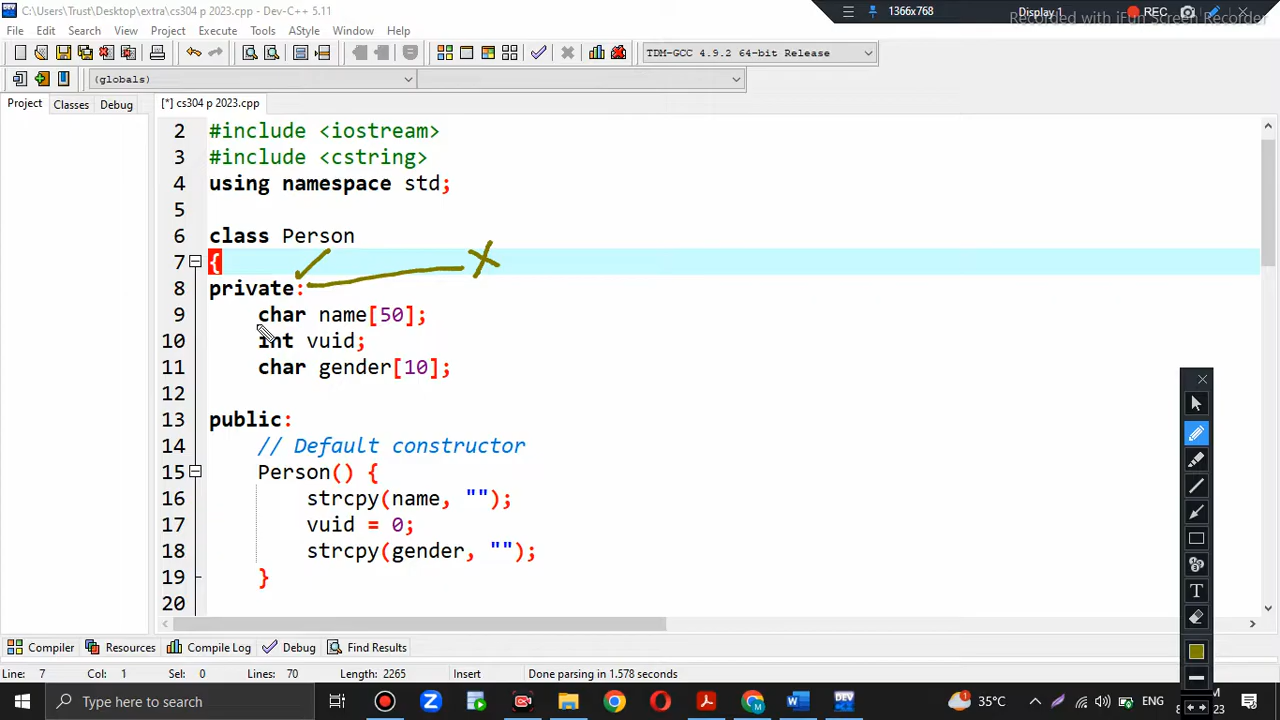 C:\Users\Trust\Desktop\extra\cs304 p 2023.cpp - Dev-C++ 5.11
1366x768
Display 1
REC
Recorded with iFun Screen Recorder
File Edit Search View Project Execute Tools AStyle Window Help
TDM-GCC 4.9.2 64-bit Release
(globals)
Project Classes Debug
[*] cs304 p 2023.cpp
2 #include <iostream>
3 #include <cstring>
4 using namespace std;
5
6 class Person
7 {
8 private:
9 char name[50];
10 int vuid;
11 char gender[10];
12
13 public:
14 // Default constructor
15 Person() {
16 strcpy(name, "");
17 vuid = 0;
18 strcpy(gender, "");
19 }
20
Compiler Resources Compile Log Debug Find Results
Line: 7 Col: 1 Sel: 0 Lines: 70 Length: 2265 Insert Done parsing in 1.578 seconds
Type here to search
35°C
ENG